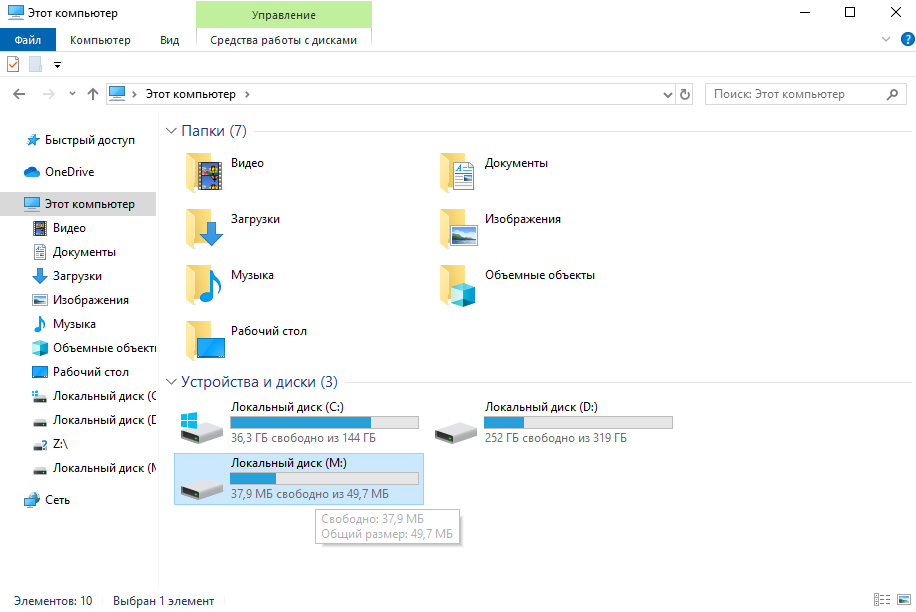 Этот компьютер
Управление
Файл
Компьютер
Вид
Средства работы с дисками
Этот компьютер
Поиск: Этот компьютер
Быстрый доступ
OneDrive
Этот компьютер
Видео
Документы
Загрузки
Изображения
Музыка
Объемные объекты
Рабочий стол
Локальный диск (C
Локальный диск (D
Z:\
Локальный диск (M
Сеть
Папки (7)
Видео
Документы
Загрузки
Изображения
Музыка
Объемные объекты
Рабочий стол
Устройства и диски (3)
Локальный диск (C:)
36,3 ГБ свободно из 144 ГБ
Локальный диск (D:)
252 ГБ свободно из 319 ГБ
Локальный диск (M:)
37,9 МБ свободно из 49,7 МБ
Свободно: 37,9 МБ
Общий размер: 49,7 МБ
Элементов: 10
Выбран 1 элемент